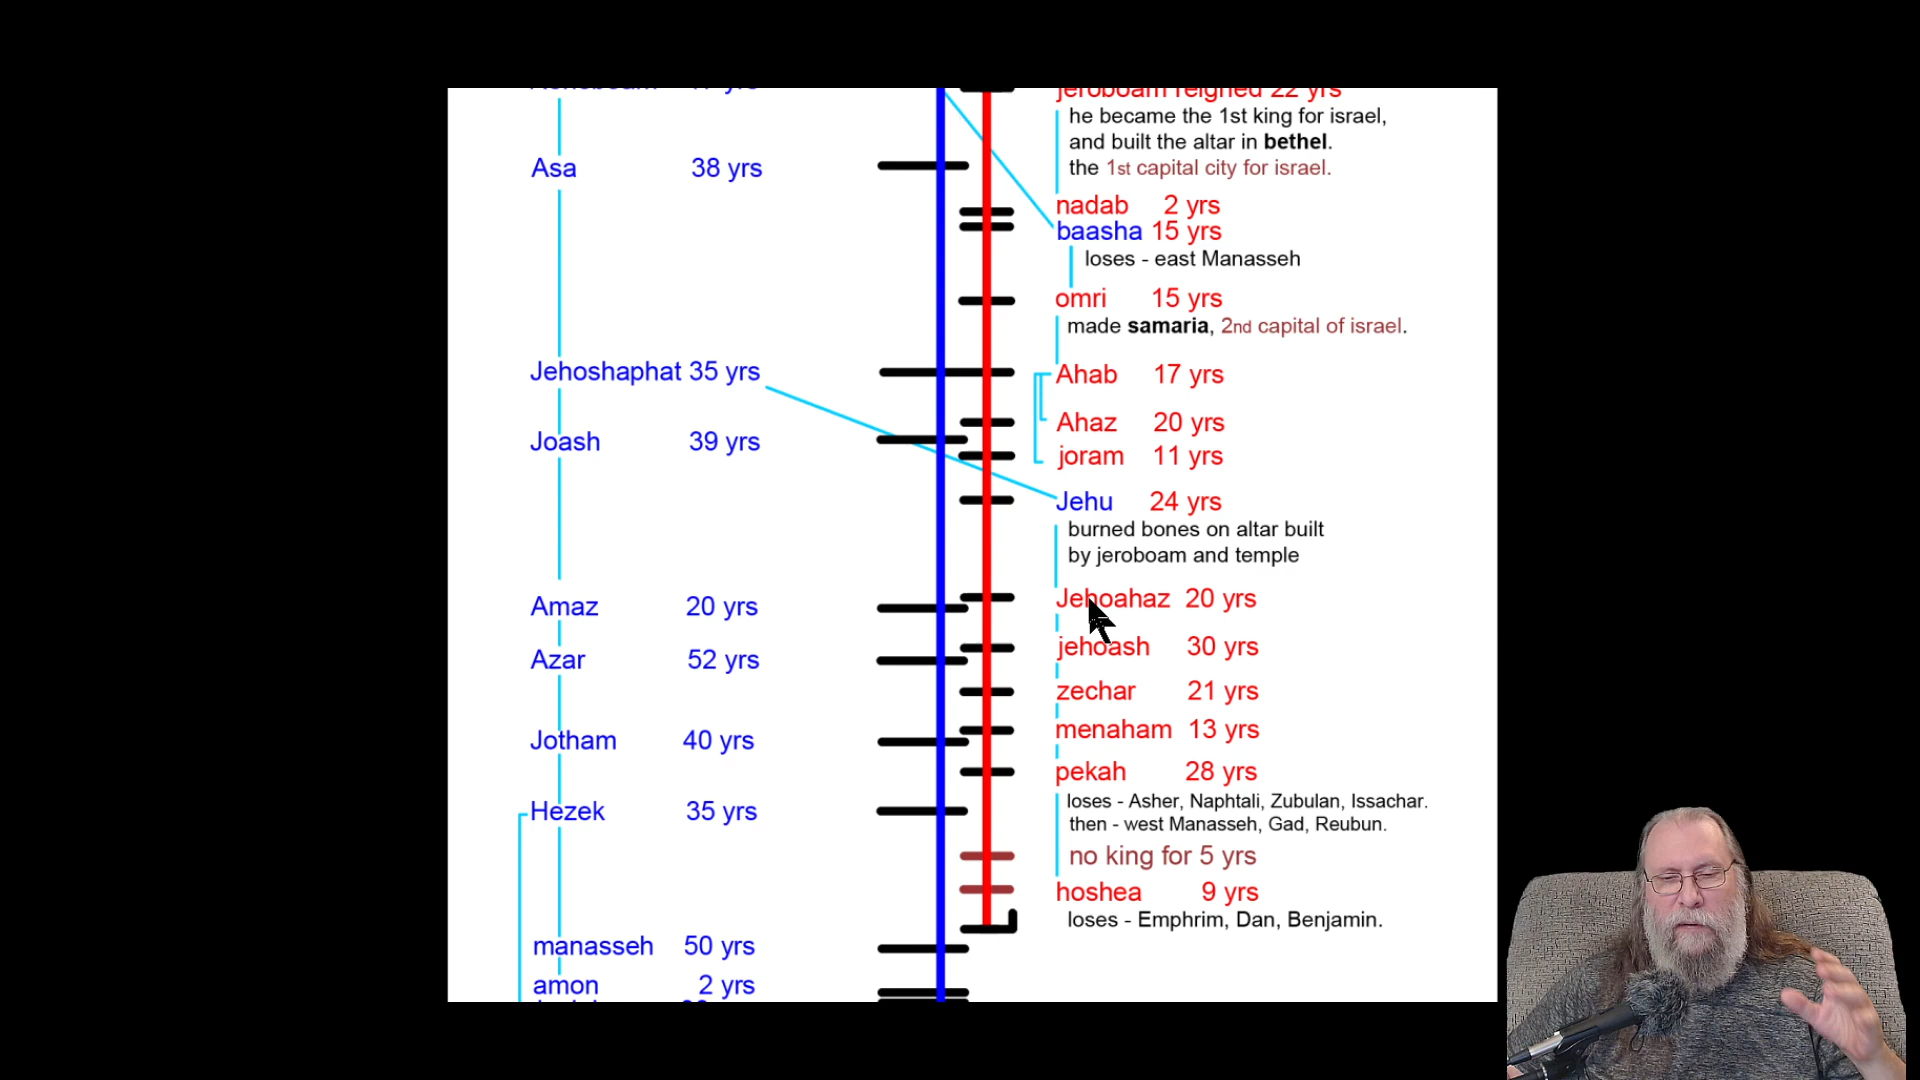 jeroboam reigned 22 yrs
he became the 1st king for israel,
and built the altar in bethel.
the 1st capital city for israel.
Asa 38 yrs
nadab 2 yrs
baasha 15 yrs
loses - east Manasseh
omri 15 yrs
made samaria, 2nd capital of israel.
Jehoshaphat 35 yrs
Ahab 17 yrs
Ahaz 20 yrs
Joash 39 yrs
joram 11 yrs
Jehu 24 yrs
burned bones on altar built
by jeroboam and temple
Amaz 20 yrs
Jehoahaz 20 yrs
jehoash 30 yrs
Azar 52 yrs
zechar 21 yrs
menaham 13 yrs
Jotham 40 yrs
pekah 28 yrs
loses - Asher, Naphtali, Zubulan, Issachar.
then - west Manasseh, Gad, Reubun.
Hezek 35 yrs
no king for 5 yrs
hoshea 9 yrs
loses - Emphrim, Dan, Benjamin.
manasseh 50 yrs
amon 2 yrs